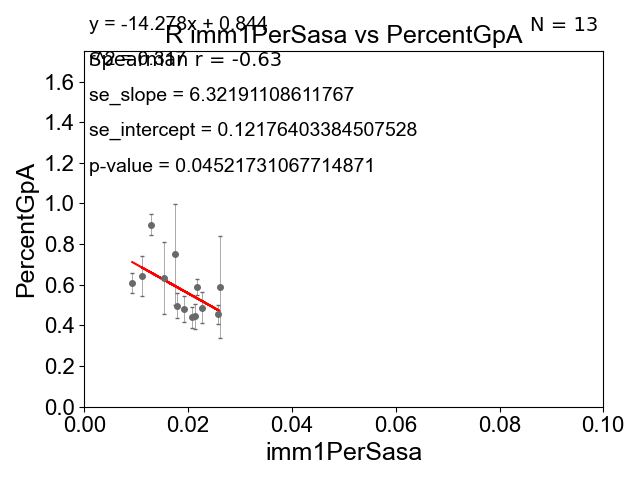 y = -14.278x + 0.844
N = 13
R imm1PerSasa vs PercentGpA
Spearman r = -0.63
se_slope = 6.32191108611767
se_intercept = 0.12176403384507528
p-value = 0.04521731067714871
PercentGpA
1.6
1.4
1.2
1.0
0.8
0.6
0.4
0.2
0.0
0.00 0.02 0.04 0.06 0.08 0.10
imm1PerSasa